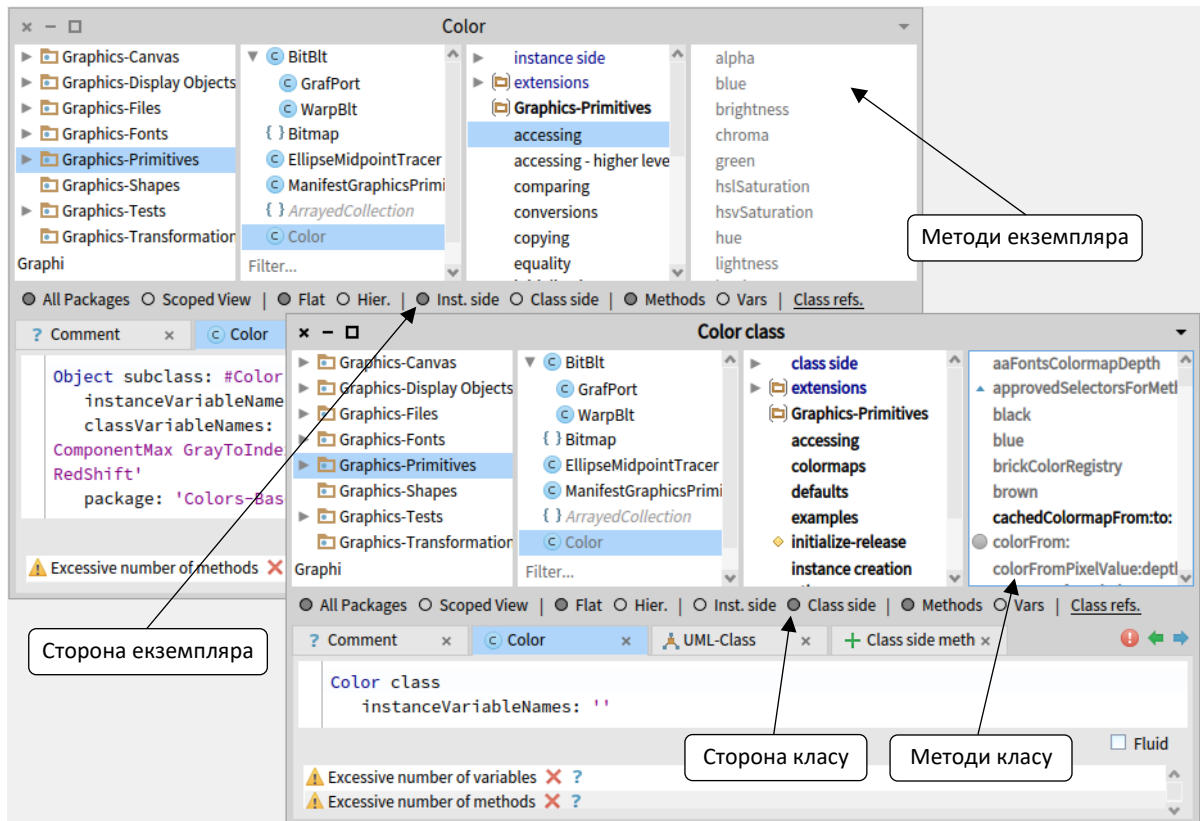 Color
Graphics-Canvas
Graphics-Display Objects
Graphics-Files
Graphics-Fonts
Graphics-Primitives
Graphics-Shapes
Graphics-Tests
Graphics-Transformation
Graphi
BitBlt
GrafPort
WarpBlt
{ } Bitmap
EllipseMidpointTracer
ManifestGraphicsPrimi
{ } ArrayedCollection
Color
Filter...
instance side
extensions
Graphics-Primitives
accessing
accessing - higher leve
comparing
conversions
copying
equality
alpha
blue
brightness
chroma
green
hslSaturation
hsvSaturation
hue
lightness
Методи екземпляра
All Packages Scoped View | Flat Hier. | Inst. side Class side | Methods Vars | Class refs.
? Comment × Color
Object subclass: #Color
instanceVariableName
classVariableNames:
ComponentMax GrayToInde
RedShift'
package: 'Colors-Bas
Excessive number of methods
Сторона екземпляра
Color class
Graphics-Canvas
Graphics-Display Objects
Graphics-Files
Graphics-Fonts
Graphics-Primitives
Graphics-Shapes
Graphics-Tests
Graphics-Transformation
Graphi
BitBlt
GrafPort
WarpBlt
{ } Bitmap
EllipseMidpointTracer
ManifestGraphicsPrimi
{ } ArrayedCollection
Color
Filter...
class side
extensions
Graphics-Primitives
accessing
colormaps
defaults
examples
initialize-release
instance creation
aaFontsColormapDepth
approvedSelectorsForMetl
black
blue
brickColorRegistry
brown
cachedColormapFrom:to:
colorFrom:
colorFromPixelValue:deptl
All Packages Scoped View | Flat Hier. | Inst. side Class side | Methods Vars | Class refs.
? Comment × Color × UML-Class × Class side meth ×
Color class
instanceVariableNames: ''
Сторона класу
Методи класу
Fluid
Excessive number of variables ?
Excessive number of methods ?